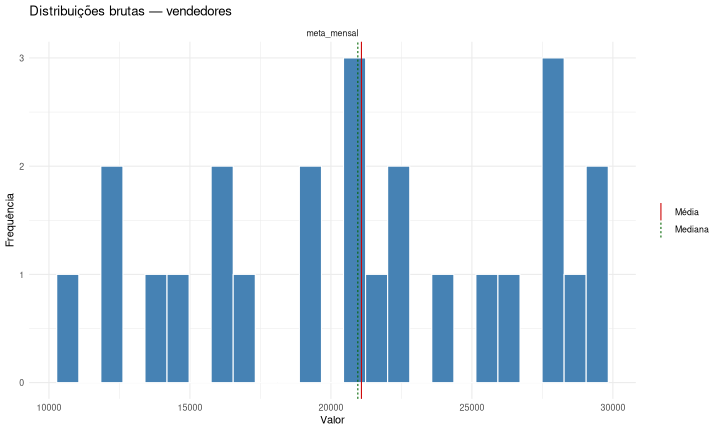 Distribuições brutas — vendedores
meta_mensal
3
2
1
0
Frequência
10000
15000
20000
25000
30000
Valor
Média
Mediana